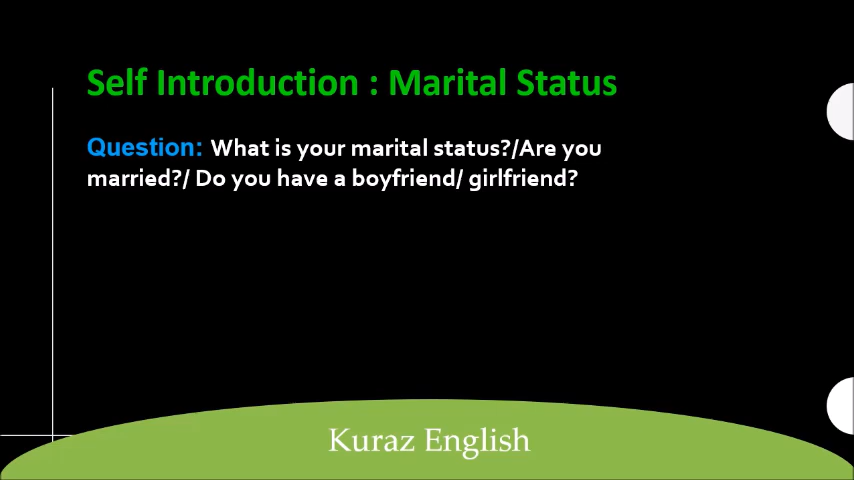 Self Introduction : Marital Status
Question: What is your marital status?/Are you
married?/ Do you have a boyfriend/ girlfriend?
Kuraz English